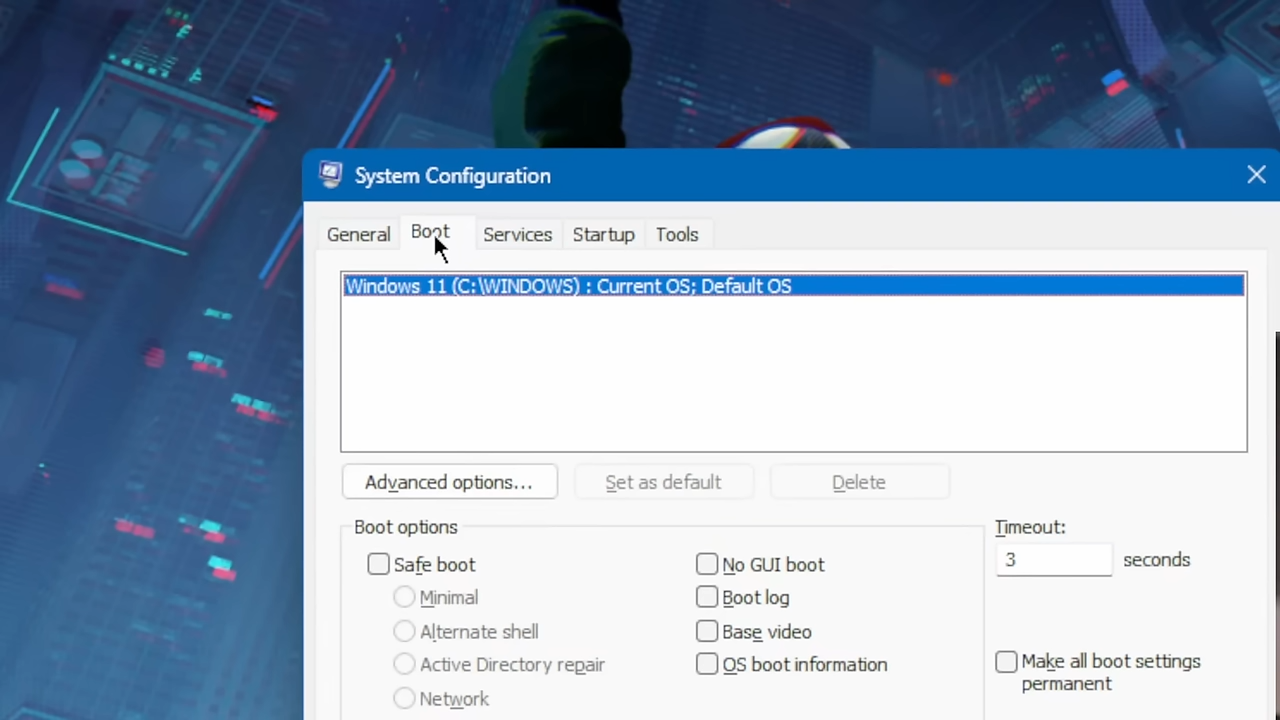 System Configuration
General Boot Services Startup Tools
Windows 11 (C:\WINDOWS) : Current OS; Default OS
Advanced options... Set as default Delete
Boot options Timeout:
Safe boot No GUI boot 3 seconds
Minimal Boot log
Alternate shell Base video
Active Directory repair OS boot information Make all boot settings
permanent
Network